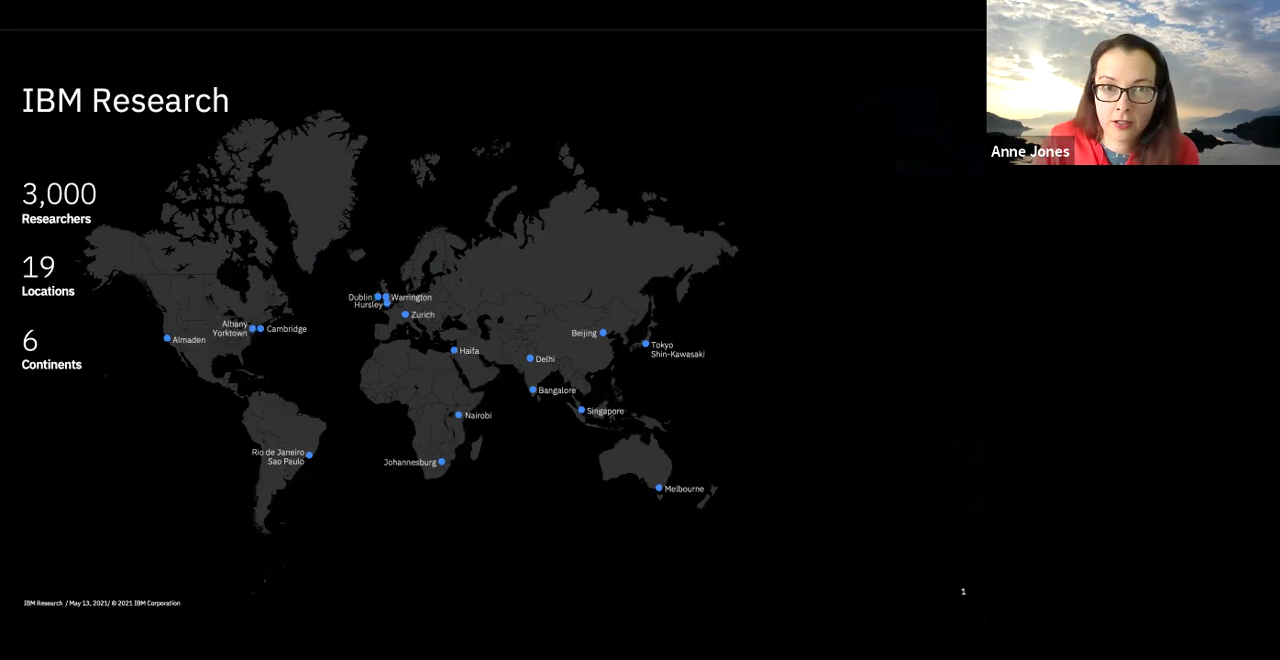 IBM Research
Anne Jones
3,000
Researchers
19
Locations
6
Continents
Dublin
Warrington
Hursley
Zurich
Albany
Yorktown
Cambridge
Almaden
Beijing
Tokyo
Shin-Kawasaki
Haifa
Delhi
Bangalore
Singapore
Nairobi
Rio de Janeiro
Sao Paulo
Johannesburg
Melbourne
IBM Research / May 13, 2021/ © 2021 IBM Corporation
1